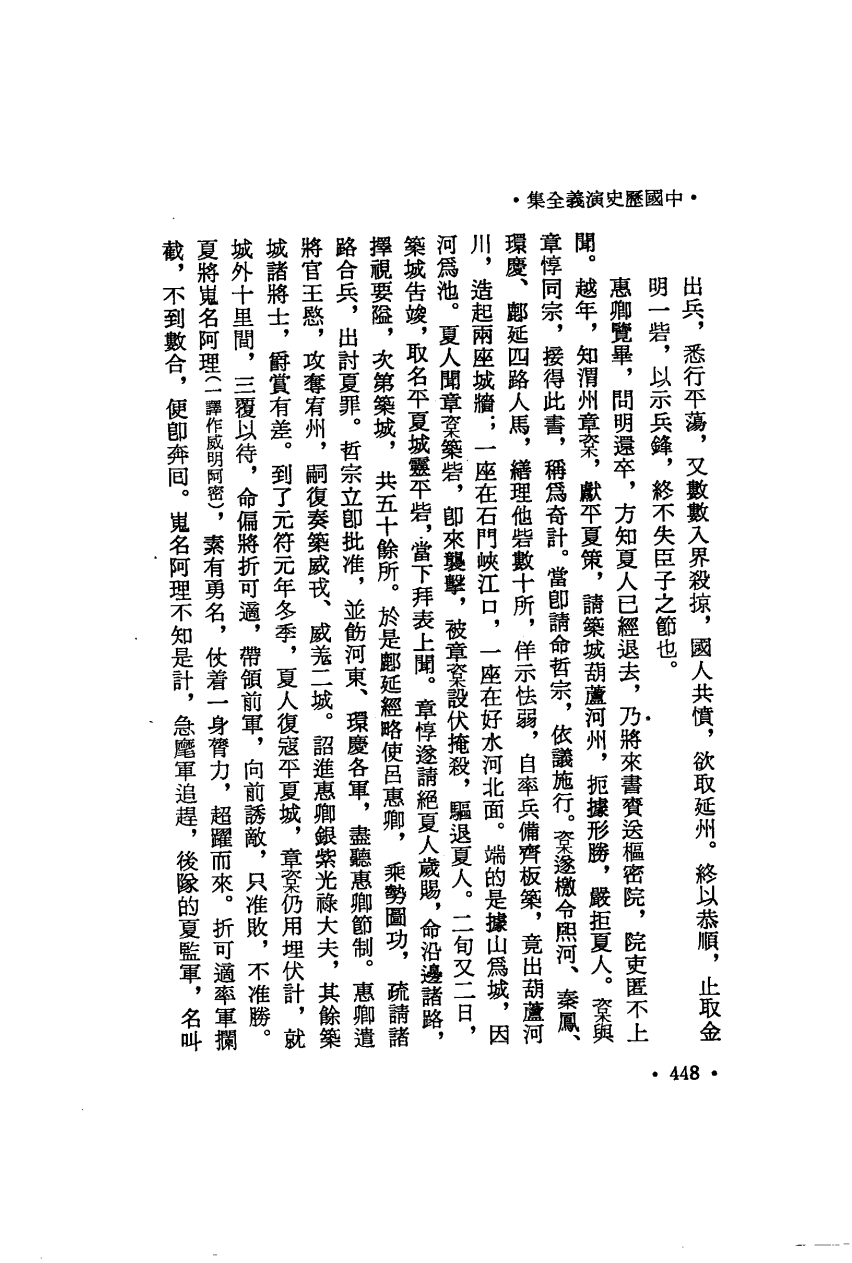 •中國歷史演義全集•
出兵，悉行平蕩，又數數入界殺掠，國人共憤，欲取延州。終以恭順，止取金
明一砦，以示兵鋒，終不失臣子之節也。
惠卿覽畢，問明還卒，方知夏人已經退去，乃將來書賚送樞密院，院吏匿不上
聞。越年，知渭州章楶，獻平夏策，請築城葫蘆河州，扼據形勝，嚴拒夏人。楶與
章惇同宗，接得此書，稱爲奇計。當卽請命哲宗，依議施行。楶遂檄令熙河、秦鳳、
環慶、鄜延四路人馬，繕理他砦數十所，佯示怯弱，自率兵備齊板築，竟出葫蘆河
川，造起兩座城牆；一座在石門峽江口，一座在好水河北面。端的是據山爲城，因
河爲池。夏人聞章楶築砦，卽來襲擊，被章楶設伏掩殺，驅退夏人。二旬又二日，
築城告竣，取名平夏城靈平砦，當下拜表上聞。章惇遂請絕夏人歲賜，命沿邊諸路，
擇視要隘，次第築城，共五十餘所。於是鄜延經略使呂惠卿，乘勢圖功，疏請諸
路合兵，出討夏罪。哲宗立卽批准，並飭河東、環慶各軍，盡聽惠卿節制。惠卿遣
將官王愍，攻奪宥州，嗣復奏築威戎、威羌二城。詔進惠卿銀紫光祿大夫，其餘築
城諸將士，爵賞有差。到了元符元年冬季，夏人復寇平夏城，章楶仍用埋伏計，就
城外十里間，三覆以待，命偏將折可適，帶領前軍，向前誘敵，只准敗，不准勝。
夏將嵬名阿理（一譯作威明阿密），素有勇名，仗着一身膂力，超躍而來。折可適率軍攔
截，不到數合，便卽奔回。嵬名阿理不知是計，急麾軍追趕，後隊的夏監軍，名叫
•448•